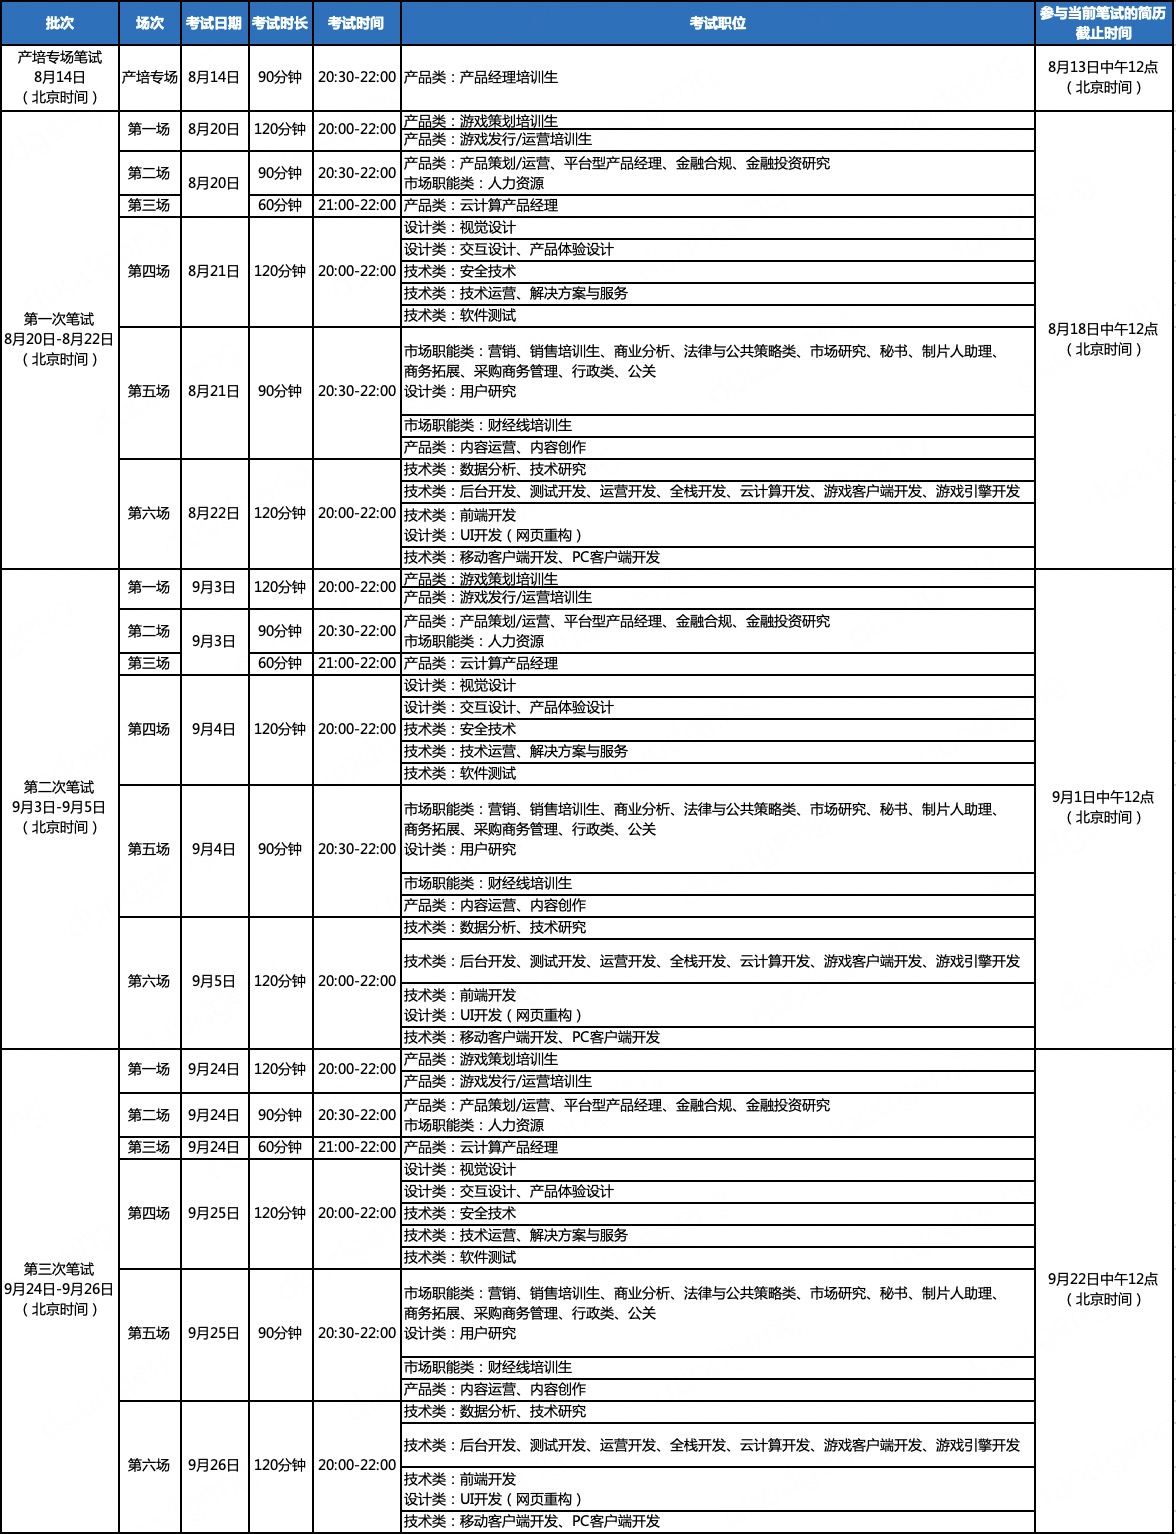 批次
场次
考试日期
考试时长
考试时间
考试职位
参与当前笔试的简历
截止时间
产培专场笔试
8月14日
（北京时间）
产培专场
8月14日
90分钟
20:30-22:00
产品类：产品经理培训生
8月13日中午12点
（北京时间）
第一次笔试
8月20日-8月22日
（北京时间）
第一场
8月20日
120分钟
20:00-22:00
产品类：游戏策划培训生
产品类：游戏发行/运营培训生
第二场
8月20日
90分钟
20:30-22:00
产品类：产品策划/运营、平台型产品经理、金融合规、金融投资研究
市场职能类：人力资源
第三场
60分钟
21:00-22:00
产品类：云计算产品经理
第四场
8月21日
120分钟
20:00-22:00
设计类：视觉设计
设计类：交互设计、产品体验设计
技术类：安全技术
技术类：技术运营、解决方案与服务
技术类：软件测试
第五场
8月21日
90分钟
20:30-22:00
市场职能类：营销、销售培训生、商业分析、法律与公共策略类、市场研究、秘书、制片人助理、
商务拓展、采购商务管理、行政类、公关
设计类：用户研究
市场职能类：财经线培训生
产品类：内容运营、内容创作
第六场
8月22日
120分钟
20:00-22:00
技术类：数据分析、技术研究
技术类：后台开发、测试开发、运营开发、全栈开发、云计算开发、游戏客户端开发、游戏引擎开发
技术类：前端开发
设计类：UI开发（网页重构）
技术类：移动客户端开发、PC客户端开发
8月18日中午12点
（北京时间）
第二次笔试
9月3日-9月5日
（北京时间）
第一场
9月3日
120分钟
20:00-22:00
产品类：游戏策划培训生
产品类：游戏发行/运营培训生
第二场
9月3日
90分钟
20:30-22:00
产品类：产品策划/运营、平台型产品经理、金融合规、金融投资研究
市场职能类：人力资源
第三场
60分钟
21:00-22:00
产品类：云计算产品经理
第四场
9月4日
120分钟
20:00-22:00
设计类：视觉设计
设计类：交互设计、产品体验设计
技术类：安全技术
技术类：技术运营、解决方案与服务
技术类：软件测试
第五场
9月4日
90分钟
20:30-22:00
市场职能类：营销、销售培训生、商业分析、法律与公共策略类、市场研究、秘书、制片人助理、
商务拓展、采购商务管理、行政类、公关
设计类：用户研究
市场职能类：财经线培训生
产品类：内容运营、内容创作
第六场
9月5日
120分钟
20:00-22:00
技术类：数据分析、技术研究
技术类：后台开发、测试开发、运营开发、全栈开发、云计算开发、游戏客户端开发、游戏引擎开发
技术类：前端开发
设计类：UI开发（网页重构）
技术类：移动客户端开发、PC客户端开发
9月1日中午12点
（北京时间）
第三次笔试
9月24日-9月26日
（北京时间）
第一场
9月24日
120分钟
20:00-22:00
产品类：游戏策划培训生
产品类：游戏发行/运营培训生
第二场
9月24日
90分钟
20:30-22:00
产品类：产品策划/运营、平台型产品经理、金融合规、金融投资研究
市场职能类：人力资源
第三场
9月24日
60分钟
21:00-22:00
产品类：云计算产品经理
第四场
9月25日
120分钟
20:00-22:00
设计类：视觉设计
设计类：交互设计、产品体验设计
技术类：安全技术
技术类：技术运营、解决方案与服务
技术类：软件测试
第五场
9月25日
90分钟
20:30-22:00
市场职能类：营销、销售培训生、商业分析、法律与公共策略类、市场研究、秘书、制片人助理、
商务拓展、采购商务管理、行政类、公关
设计类：用户研究
市场职能类：财经线培训生
产品类：内容运营、内容创作
第六场
9月26日
120分钟
20:00-22:00
技术类：数据分析、技术研究
技术类：后台开发、测试开发、运营开发、全栈开发、云计算开发、游戏客户端开发、游戏引擎开发
技术类：前端开发
设计类：UI开发（网页重构）
技术类：移动客户端开发、PC客户端开发
9月22日中午12点
（北京时间）